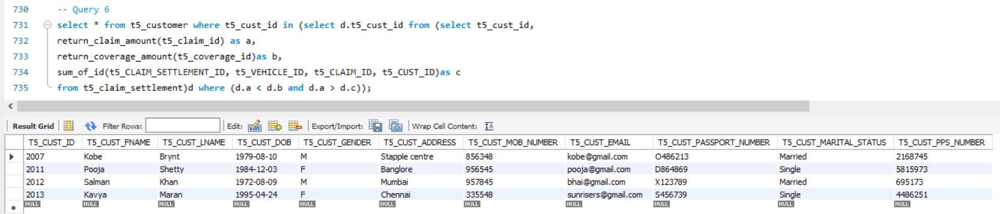 730 -- Query 6
731 select * from t5_customer where t5_cust_id in (select d.t5_cust_id from (select t5_cust_id,
732 return_claim_amount(t5_claim_id) as a,
733 return_coverage_amount(t5_coverage_id)as b,
734 sum_of_id(t5_CLAIM_SETTLEMENT_ID, t5_VEHICLE_ID, t5_CLAIM_ID, t5_CUST_ID)as c
735 from t5_claim_settlement)d where (d.a < d.b and d.a > d.c));
Result Grid Filter Rows: Edit: Export/Import: Wrap Cell Content: IA
T5_CUST_ID T5_CUST_FNAME T5_CUST_LNAME T5_CUST_DOB T5_CUST_GENDER T5_CUST_ADDRESS T5_CUST_MOB_NUMBER T5_CUST_EMAIL T5_CUST_PASSPORT_NUMBER T5_CUST_MARITAL_STATUS T5_CUST_PPS_NUMBER
2007 Kobe Brynt 1979-08-10 M Stapple centre 856348 kobe@gmail.com O486213 Married 2168745
2011 Pooja Shetty 1984-12-03 F Banglore 956545 pooja@gmail.com D864869 Single 5815973
2012 Salman Khan 1972-08-09 M Mumbai 957845 bhai@gmail.com X123789 Married 695173
2013 Kavya Maran 1995-04-24 F Chennai 335548 sunrisers@gmail.com S456739 Single 4486251
NULL NULL NULL NULL NULL NULL NULL NULL NULL NULL NULL